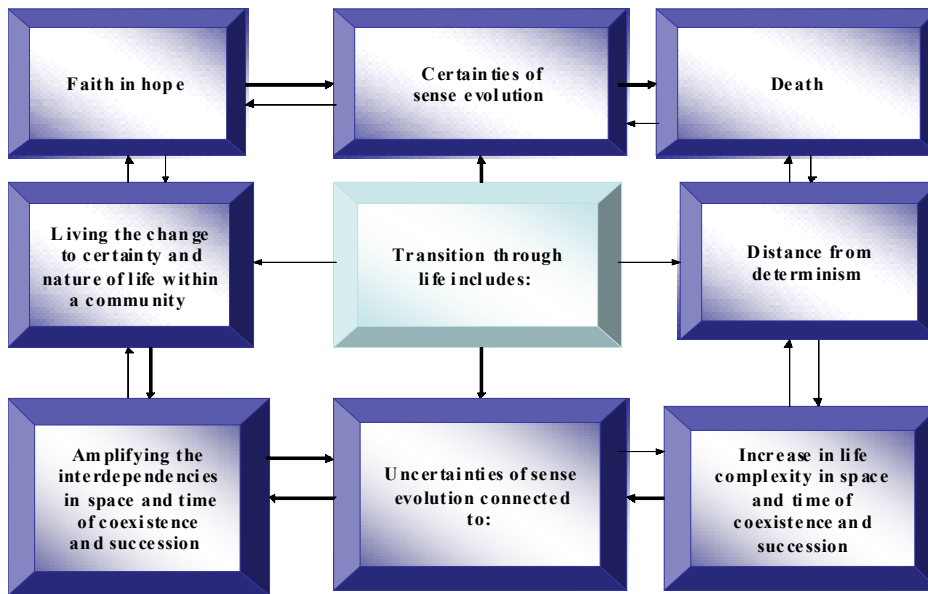 Faith in hope
Certainties of
sense evolution
Death
Living the change
to certainty and
nature of life within
a community
Transition through
life includes:
Distance from
determinism
Amplifying the
interdependencies
in space and time
of coexistence
and succession
Uncertainties of sense
evolution connected
to:
Increase in life
complexity in space
and time of
coexistence and
succession